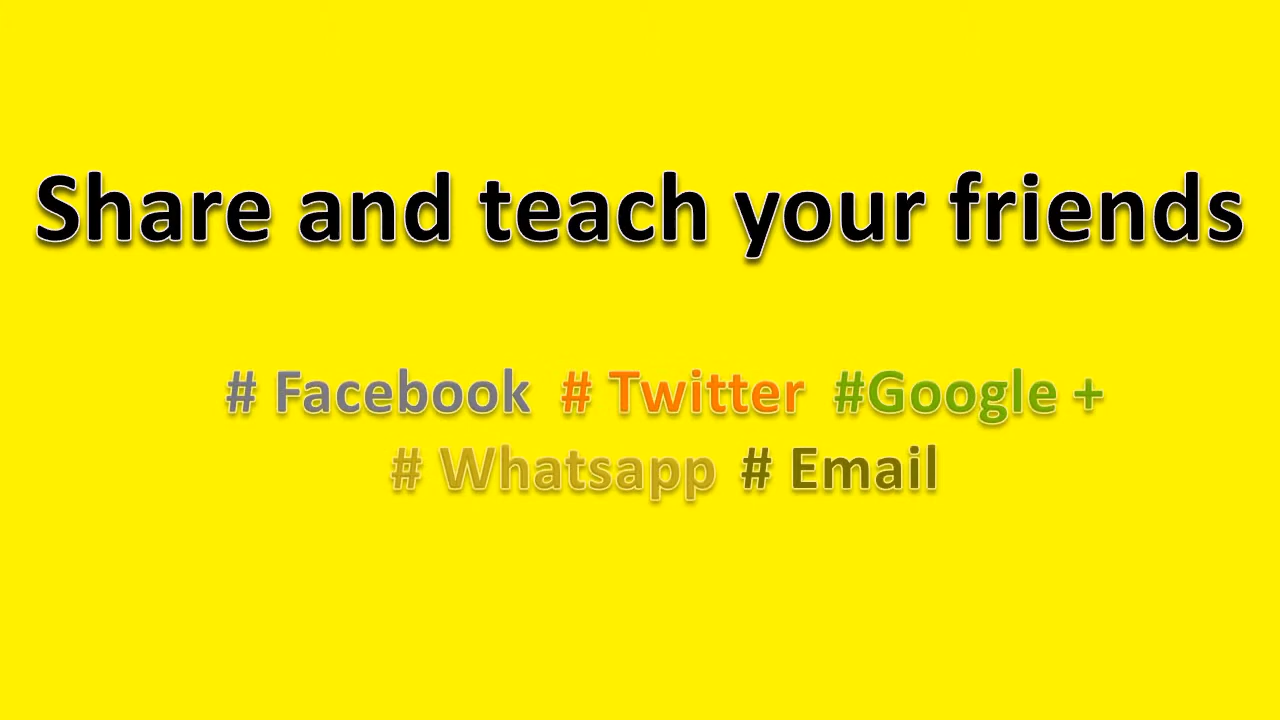 Share and teach your friends
# Facebook # Twitter #Google +
# Whatsapp # Email